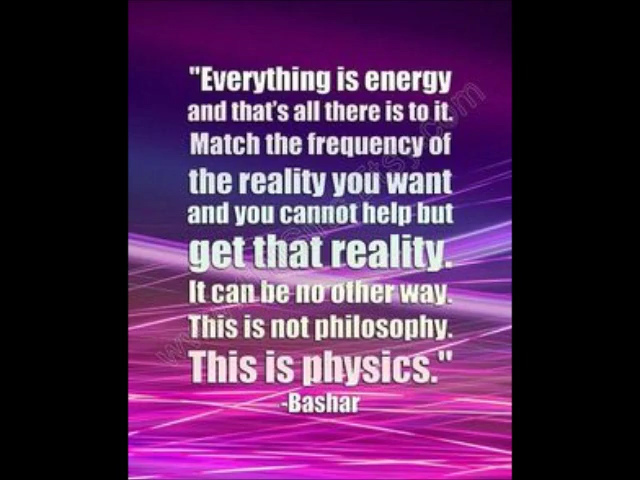 "Everything is energy
and that's all there is to it.
Match the frequency of
the reality you want
and you cannot help but
get that reality.
It can be no other way.
This is not philosophy.
This is physics."
-Bashar